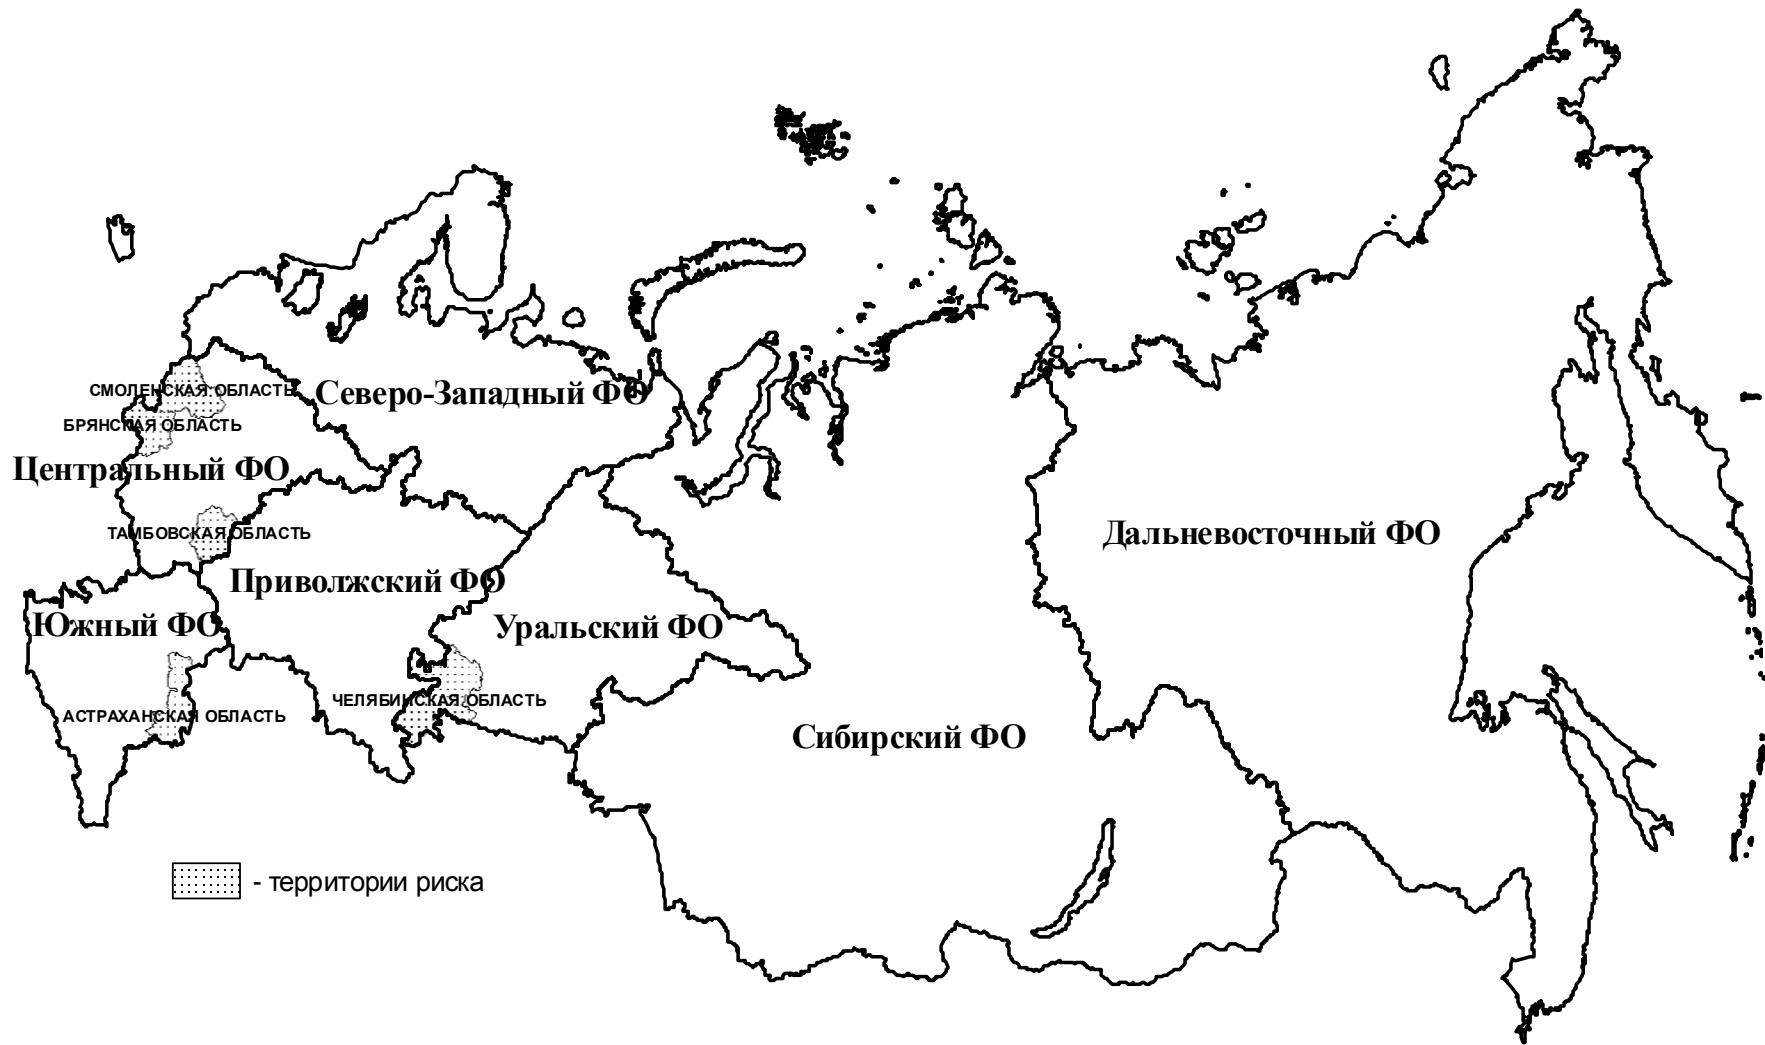 СМОЛЕНСКАЯ ОБЛАСТЬ
Северо-Западный ФО
БРЯНСКАЯ ОБЛАСТЬ
Центральный ФО
ТАМБОВСКАЯ ОБЛАСТЬ
Дальневосточный ФО
Приволжский ФО
Южный ФО
Уральский ФО
ЧЕЛЯБИНСКАЯ ОБЛАСТЬ
АСТРАХАНСКАЯ ОБЛАСТЬ
Сибирский ФО
- территории риска